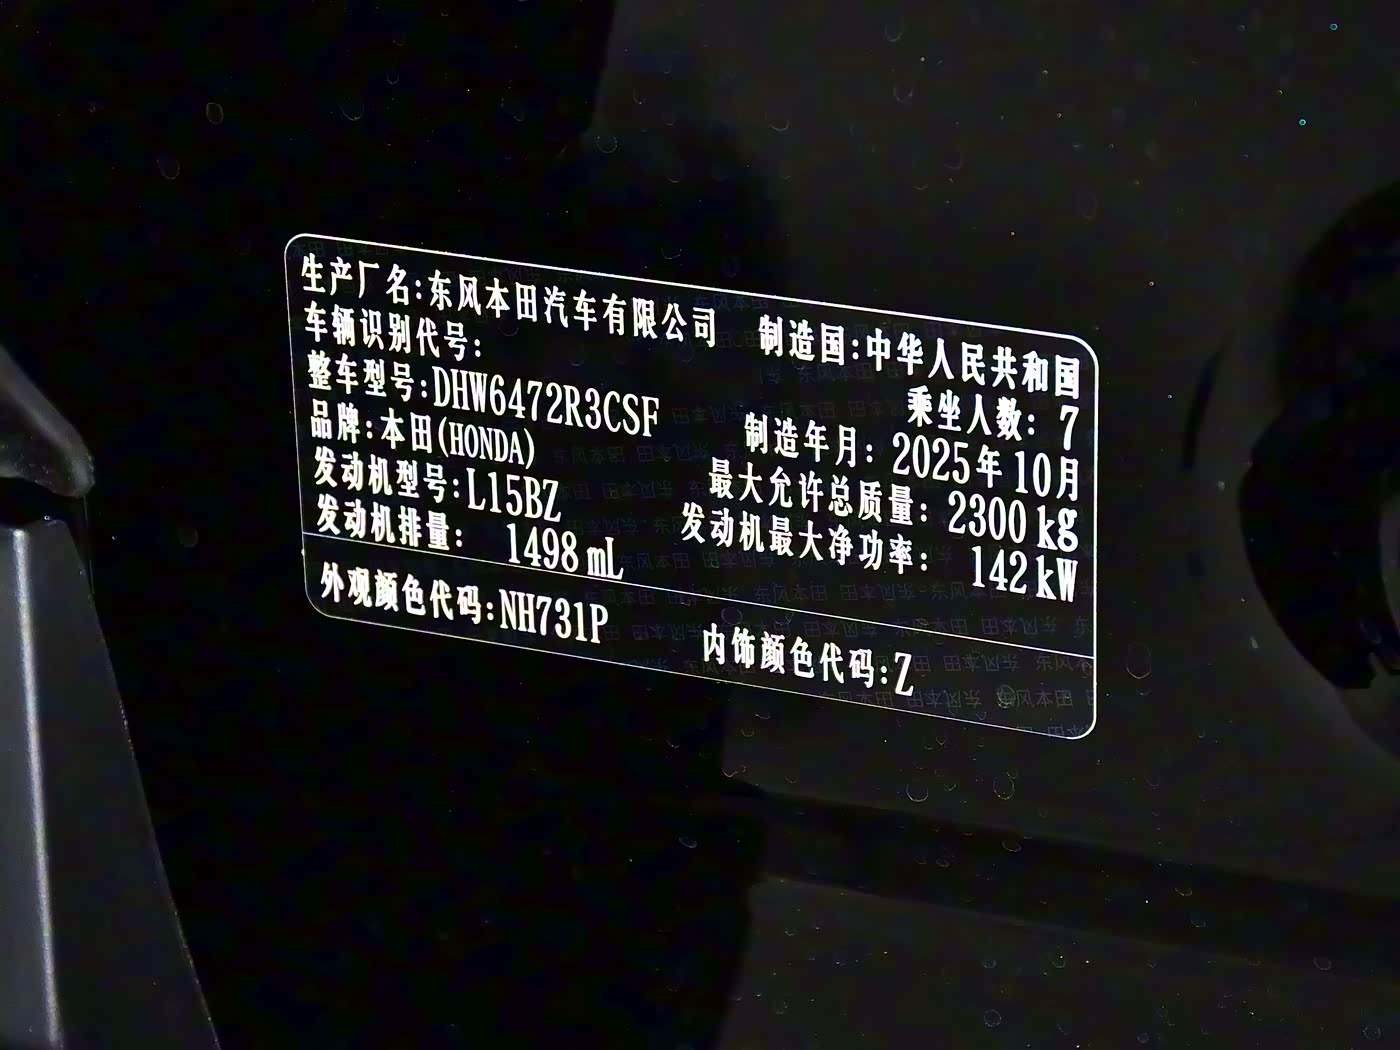 生产厂名:东风本田汽车有限公司 制造国:中华人民共和国
车辆识别代号: 乘坐人数: 7
整车型号:DHW6472R3CSF 制造年月: 2025年10月
品牌:本田(HONDA) 最大允许总质量: 2300 kg
发动机型号:L15BZ 发动机最大净功率: 142 kW
发动机排量: 1498 mL
外观颜色代码:NH731P 内饰颜色代码:Z